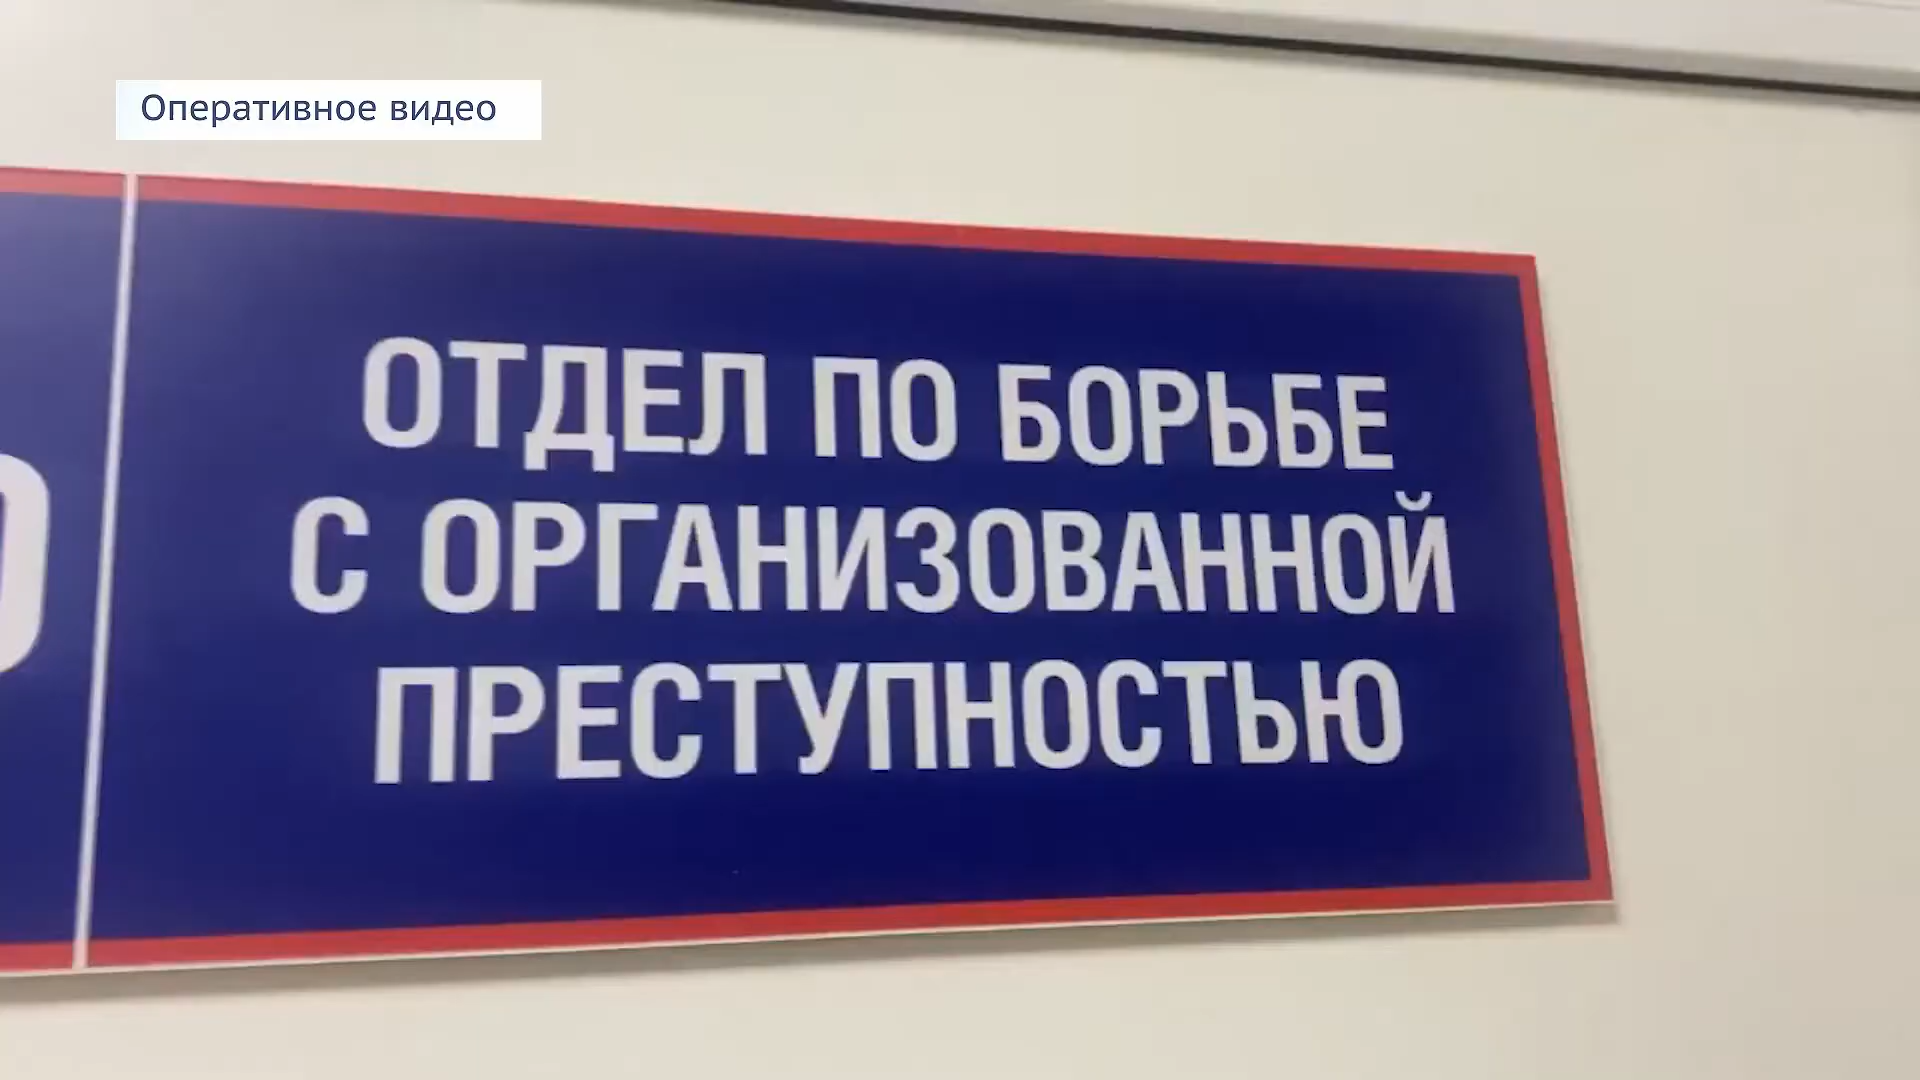 Оперативное видео
ОТДЕЛ ПО БОРЬБЕ
С ОРГАНИЗОВАННОЙ
ПРЕСТУПНОСТЬЮ